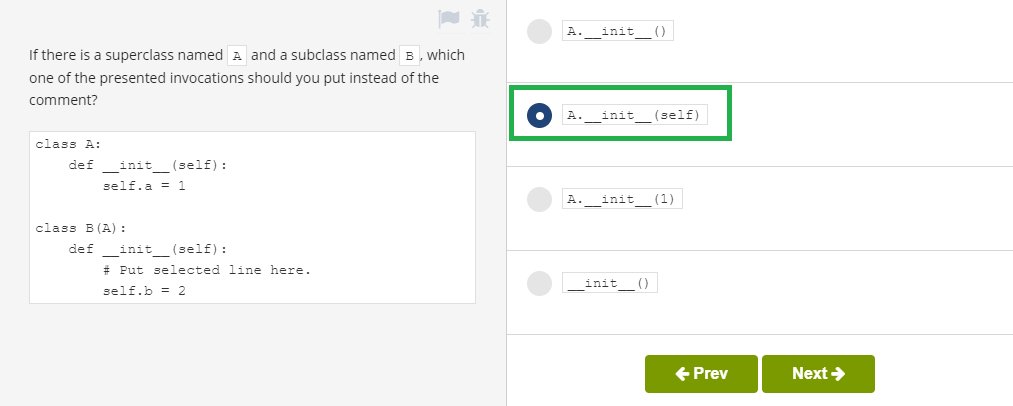 If there is a superclass named A and a subclass named B, which
one of the presented invocations should you put instead of the
comment?
class A:
    def __init__(self):
        self.a = 1

class B(A):
    def __init__(self):
        # Put selected line here.
        self.b = 2
A.__init__()
A.__init__(self)
A.__init__(1)
__init__()
Prev
Next